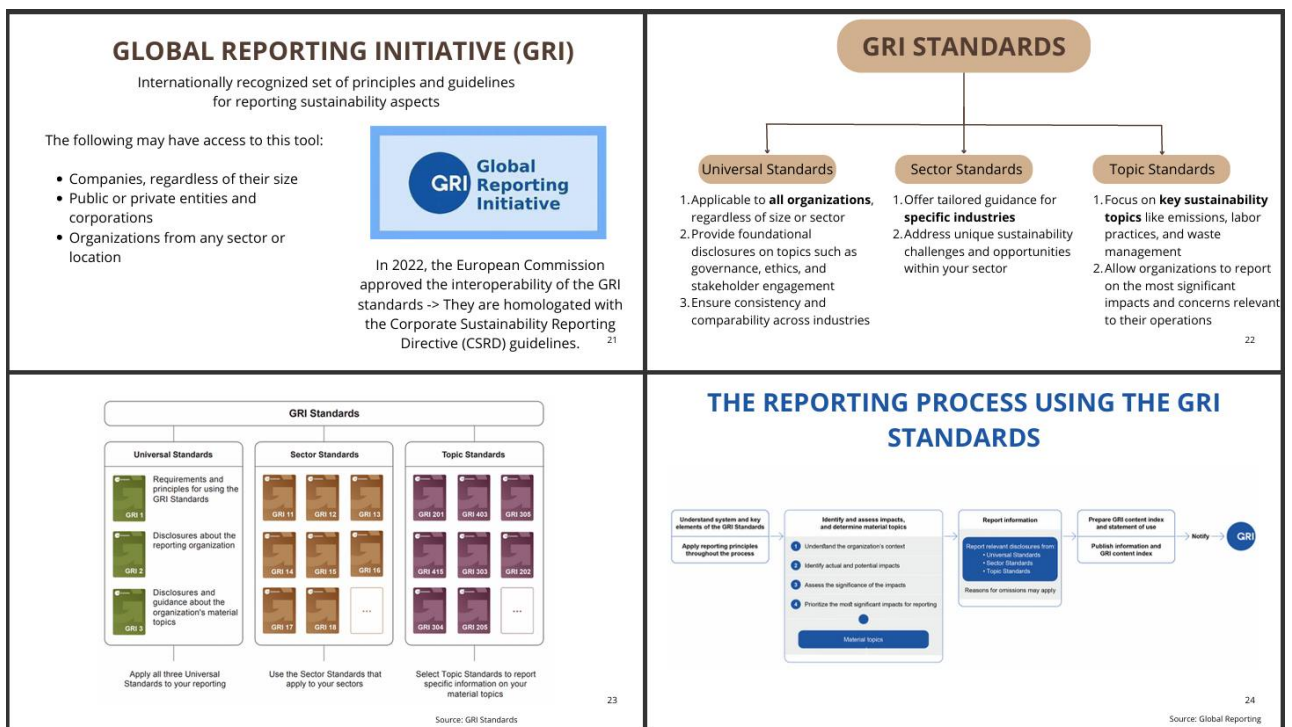 GLOBAL REPORTING INITIATIVE (GRI)
Internationally recognized set of principles and guidelines
for reporting sustainability aspects
The following may have access to this tool:
Companies, regardless of their size
Public or private entities and
corporations
Organizations from any sector or
location
GRI
Global
Reporting
Initiative
In 2022, the European Commission
approved the interoperability of the GRI
standards -> They are homologated with
the Corporate Sustainability Reporting
Directive (CSRD) guidelines.
21
GRI STANDARDS
Universal Standards
1. Applicable to all organizations,
regardless of size or sector
2. Provide foundational
disclosures on topics such as
governance, ethics, and
stakeholder engagement
3. Ensure consistency and
comparability across industries
Sector Standards
1. Offer tailored guidance for
specific industries
2. Address unique sustainability
challenges and opportunities
within your sector
Topic Standards
1. Focus on key sustainability
topics like emissions, labor
practices, and waste
management
2. Allow organizations to report
on the most significant
impacts and concerns relevant
to their operations
22
GRI Standards
Universal Standards
GRI 1
Requirements and
principles for using the
GRI Standards
GRI 2
Disclosures about the
reporting organization
GRI 3
Disclosures and
guidance about the
organization's material
topics
Apply all three Universal
Standards to your reporting
Sector Standards
GRI 11 GRI 12 GRI 13
GRI 14 GRI 15 GRI 16
GRI 17 GRI 18 ...
Use the Sector Standards that
apply to your sectors
Topic Standards
GRI 201 GRI 403 GRI 305
GRI 415 GRI 303 GRI 202
GRI 304 GRI 205 ...
Select Topic Standards to report
specific information on your
material topics
23
Source: GRI Standards
THE REPORTING PROCESS USING THE GRI
STANDARDS
Understand system and key
elements of the GRI Standards
Apply reporting principles
throughout the process
Identify and assess impacts,
and determine material topics
1 Understand the organization's context
2 Identify actual and potential impacts
3 Assess the significance of the impacts
4 Prioritize the most significant impacts for reporting
Material topics
Report information
Report relevant disclosures from:
• Universal Standards
• Sector Standards
• Topic Standards
Reasons for omissions may apply
Prepare GRI content index
and statement of use
Publish information and
GRI content index
Notify
GRI
24
Source: Global Reporting